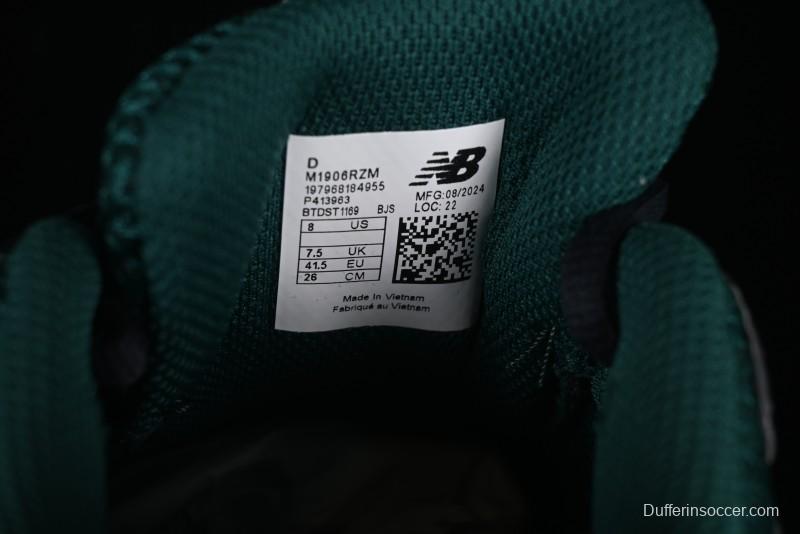 D
M1906RZM
197968184955
P413963
BTDST1169 BJS
NB
MFG:08/2024
LOC: 22
8 US
7.5 UK
41.5 EU
26 CM
Made In Vietnam
Fabriqué au Vietnam
Dufferinsoccer.com